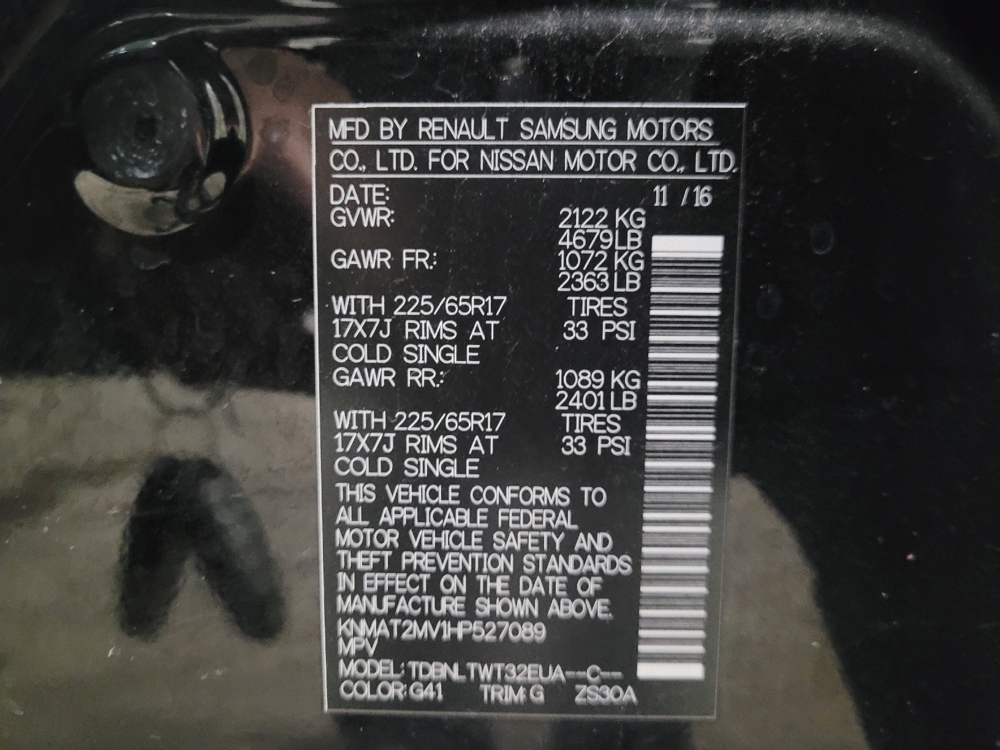 MFD BY RENAULT SAMSUNG MOTORS
CO., LTD. FOR NISSAN MOTOR CO., LTD.
DATE: 11 / 16
GVWR: 2122 KG
4679 LB
GAWR FR.: 1072 KG
2363 LB
WITH 225/65R17 TIRES
17X7J RIMS AT 33 PSI
COLD SINGLE
GAWR RR.: 1089 KG
2401 LB
WITH 225/65R17 TIRES
17X7J RIMS AT 33 PSI
COLD SINGLE
THIS VEHICLE CONFORMS TO
ALL APPLICABLE FEDERAL
MOTOR VEHICLE SAFETY AND
THEFT PREVENTION STANDARDS
IN EFFECT ON THE DATE OF
MANUFACTURE SHOWN ABOVE.
KNMAT2MV1HP527089
MPV
MODEL: TDBNLTWT32EUA--C--
COLOR: G41 TRIM: G ZS30A